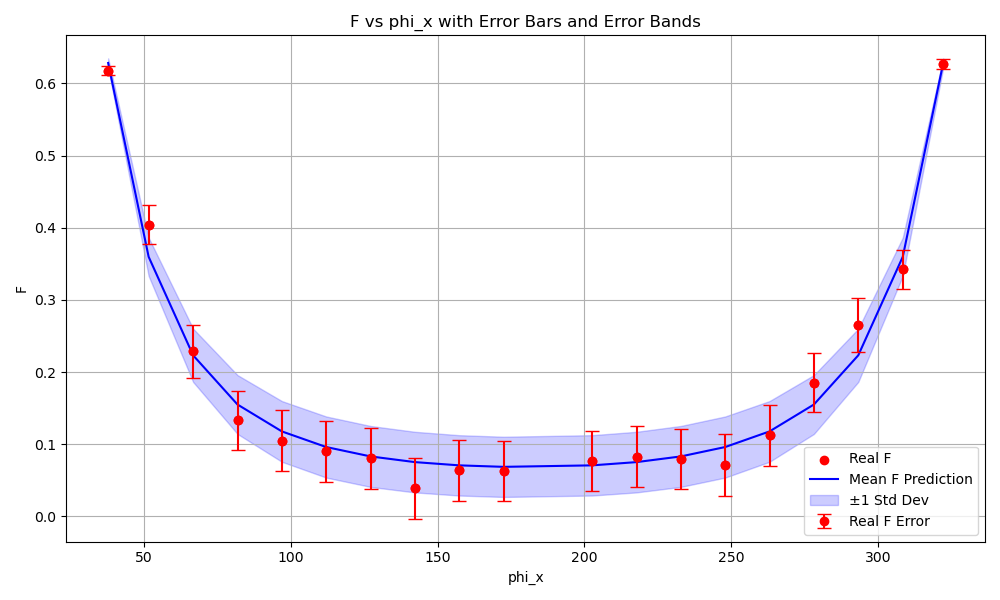 F vs phi_x with Error Bars and Error Bands
F
0.6
0.5
0.4
0.3
0.2
0.1
0.0
50
100
150
200
250
300
phi_x
Real F
Mean F Prediction
±1 Std Dev
Real F Error